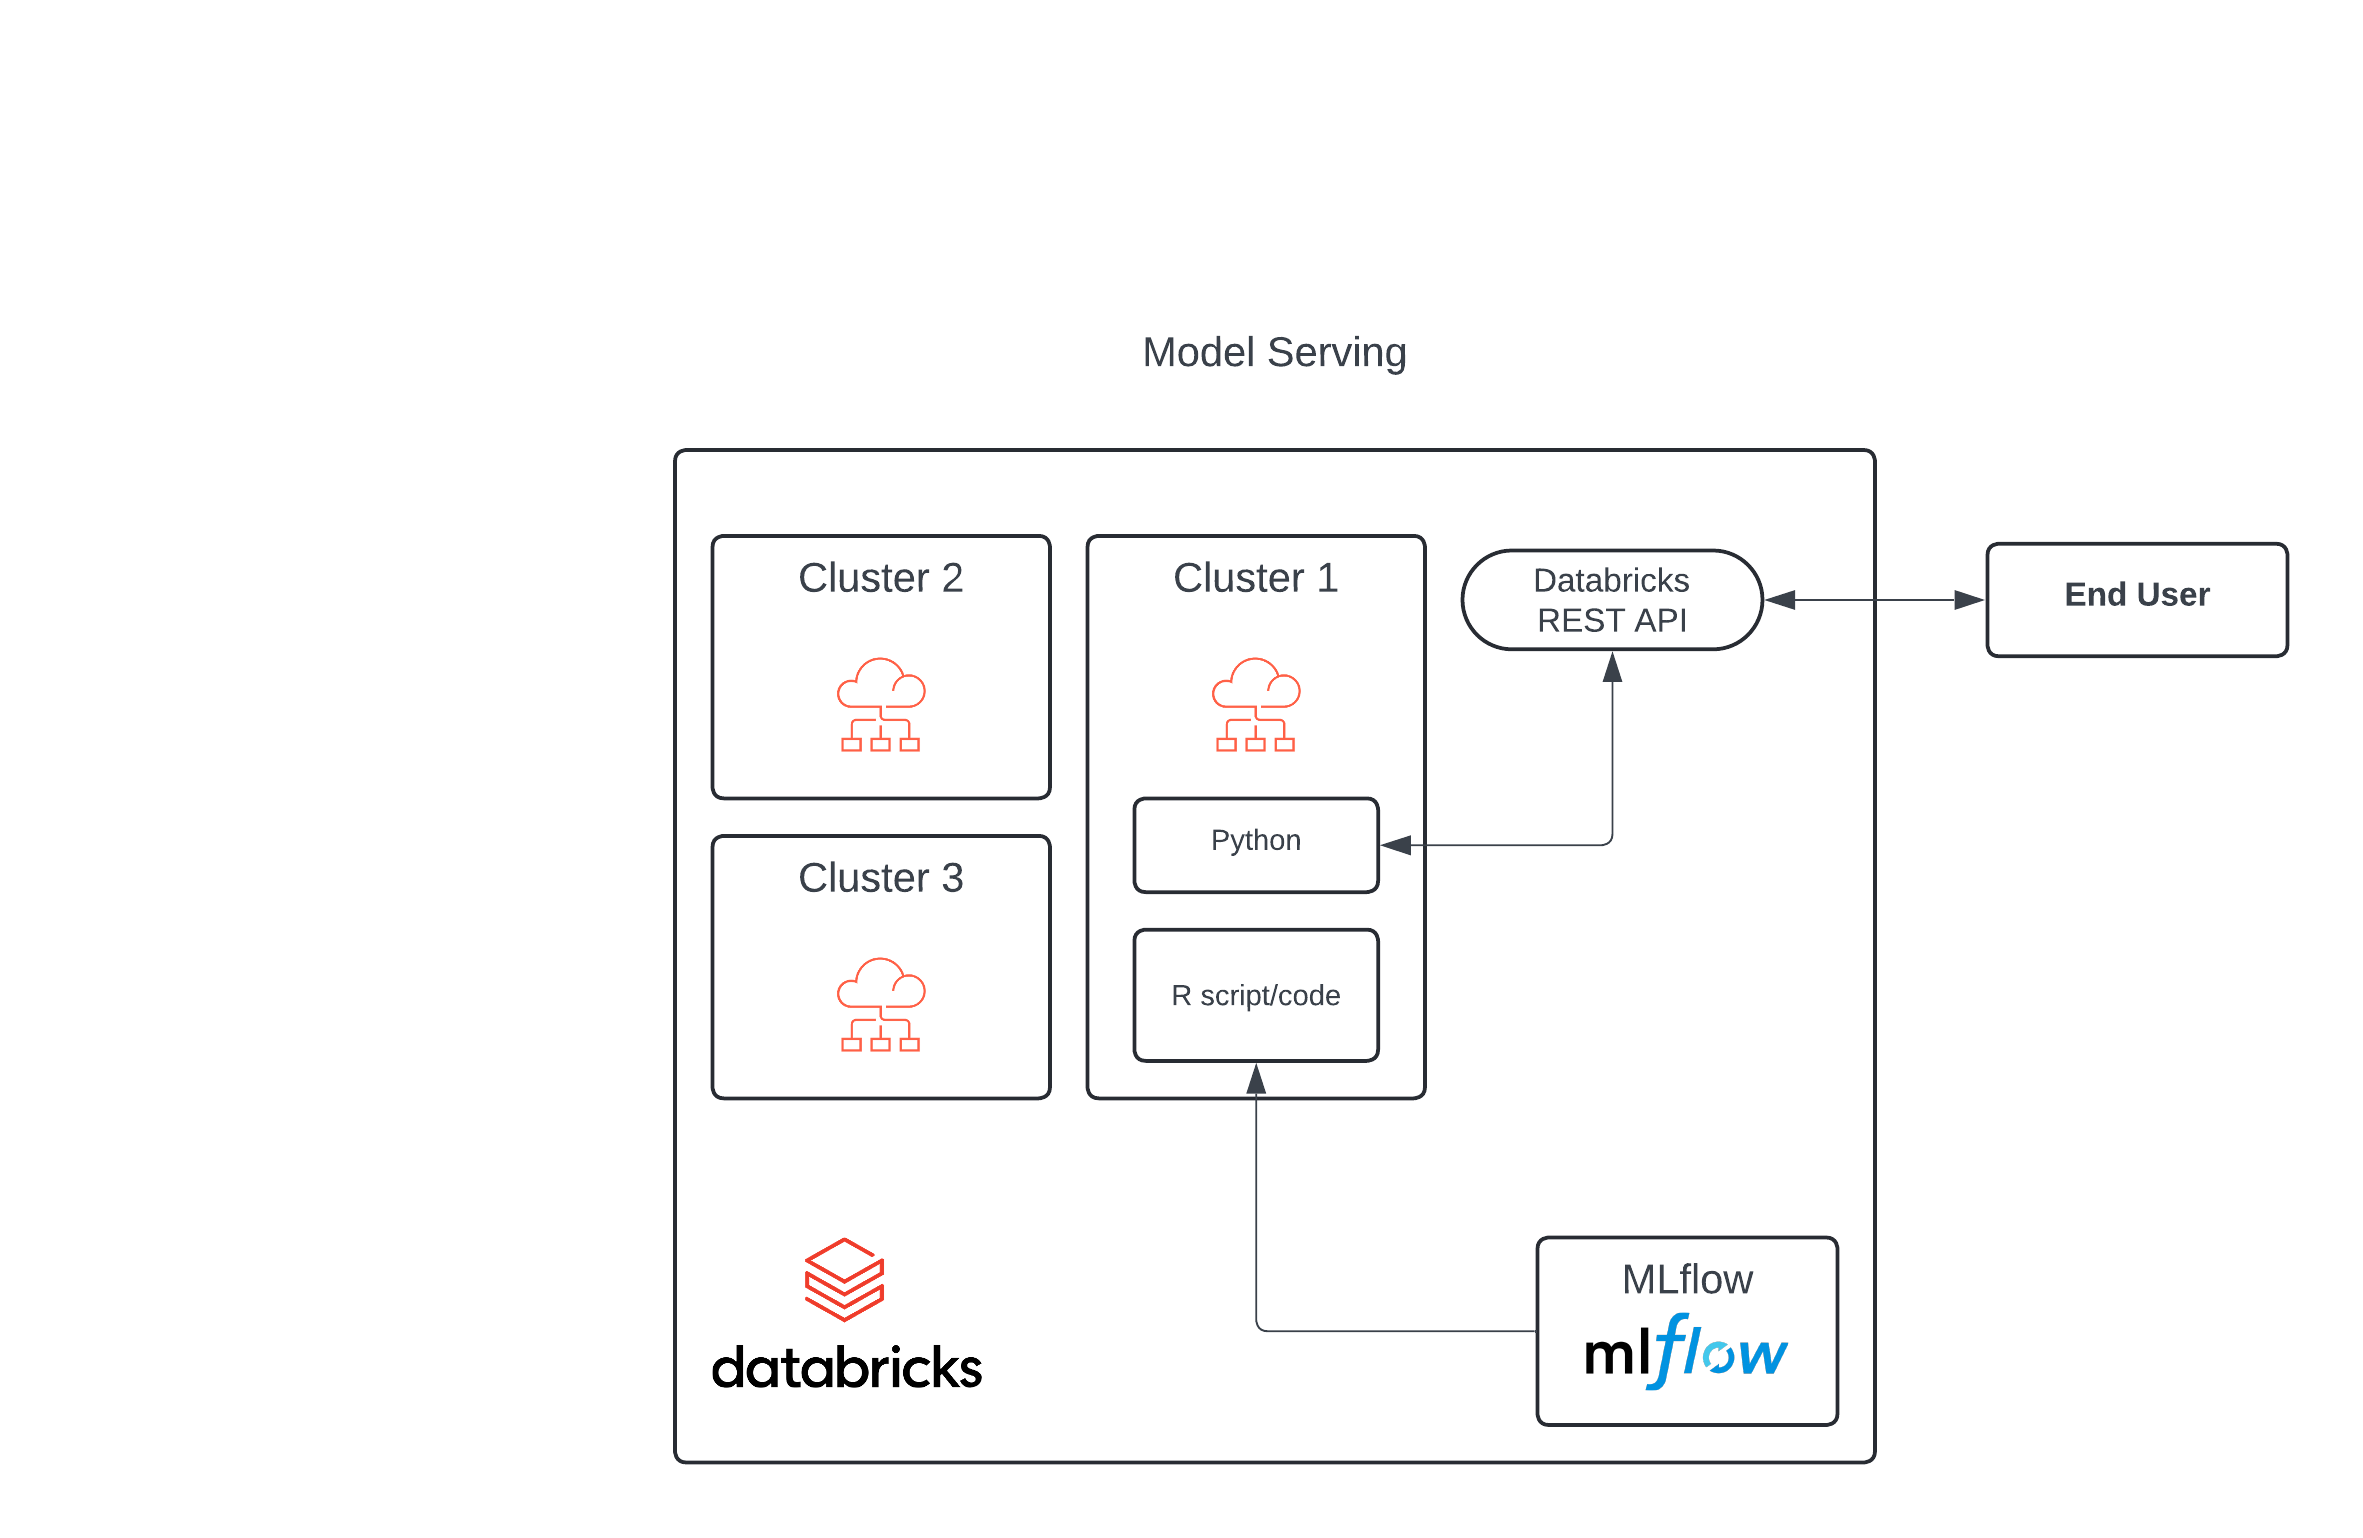 Model Serving
Cluster 2
Cluster 1
Databricks
REST API
End User
Python
Cluster 3
R script/code
MLflow
mlflow
databricks